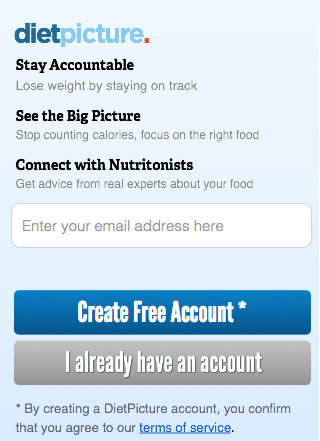 dietpicture.
Stay Accountable
Lose weight by staying on track
See the Big Picture
Stop counting calories, focus on the right food
Connect with Nutritonists
Get advice from real experts about your food
Enter your email address here
Create Free Account *
I already have an account
* By creating a DietPicture account, you confirm
that you agree to our terms of service.